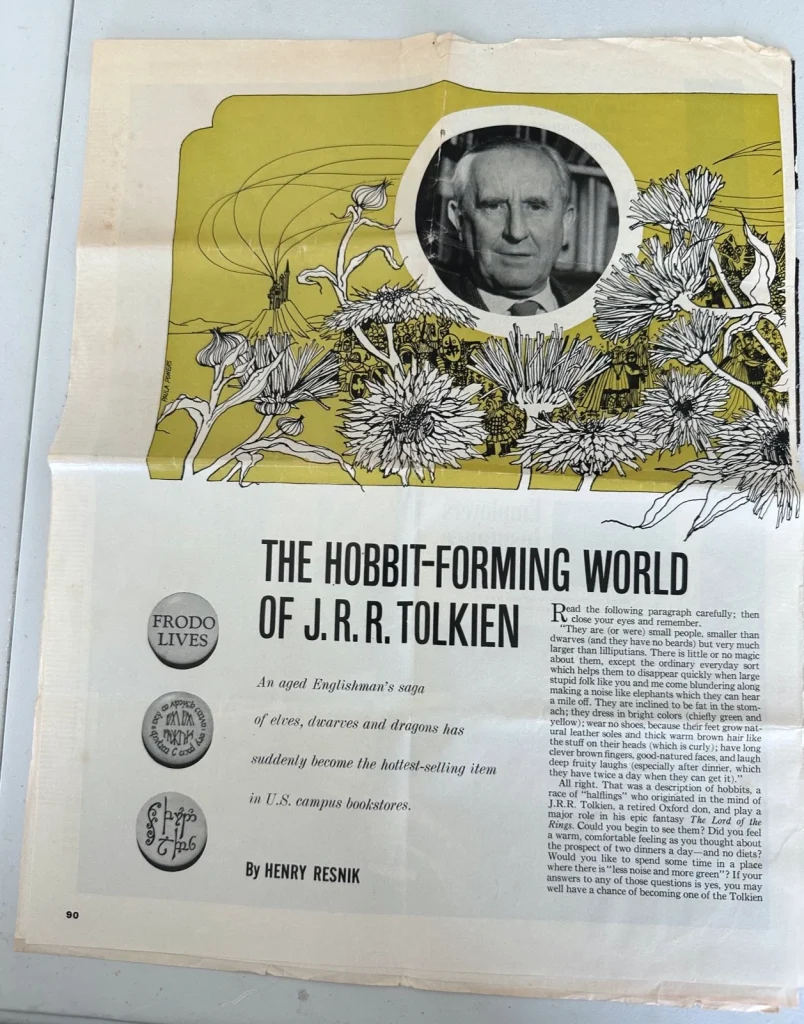 PAULA POWERS
THE HOBBIT-FORMING WORLD
OF J.R.R. TOLKIEN
FRODO
LIVES
An aged Englishman's saga
of elves, dwarves and dragons has
suddenly become the hottest-selling item
in U.S. campus bookstores.
By HENRY RESNIK
Read the following paragraph carefully; then
close your eyes and remember.
"They are (or were) small people, smaller than
dwarves (and they have no beards) but very much
larger than lilliputians. There is little or no magic
about them, except the ordinary everyday sort
which helps them to disappear quickly when large
stupid folk like you and me come blundering along
making a noise like elephants which they can hear
a mile off. They are inclined to be fat in the stom-
ach; they dress in bright colors (chiefly green and
yellow); wear no shoes, because their feet grow nat-
ural leather soles and thick warm brown hair like
the stuff on their heads (which is curly); have long
clever brown fingers, good-natured faces, and laugh
deep fruity laughs (especially after dinner, which
they have twice a day when they can get it)."
All right. That was a description of hobbits, a
race of "halflings" who originated in the mind of
J.R.R. Tolkien, a retired Oxford don, and play a
major role in his epic fantasy The Lord of the
Rings. Could you begin to see them? Did you feel
a warm, comfortable feeling as you thought about
the prospect of two dinners a day—and no diets?
Would you like to spend some time in a place
where there is "less noise and more green"? If your
answers to any of those questions is yes, you may
well have a chance of becoming one of the Tolkien
90